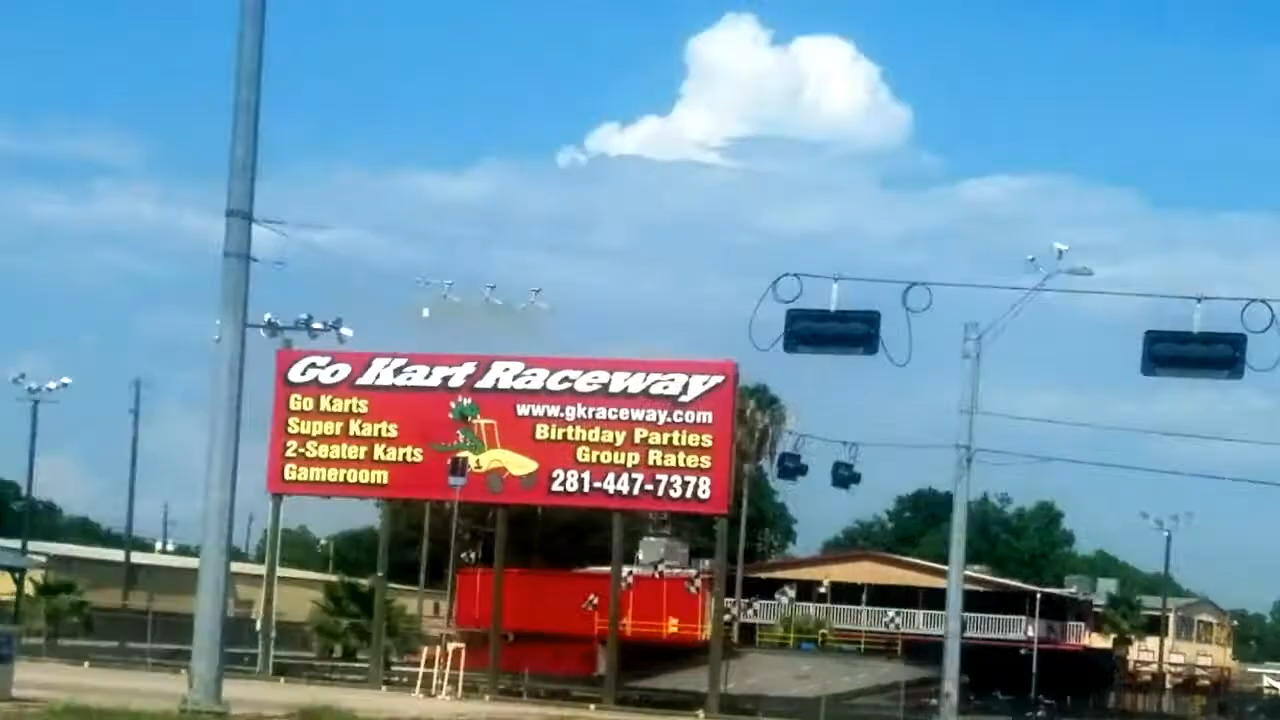 Go Kart Raceway
Go Karts
Super Karts
2-Seater Karts
Gameroom
www.gkraceway.com
Birthday Parties
Group Rates
281-447-7378